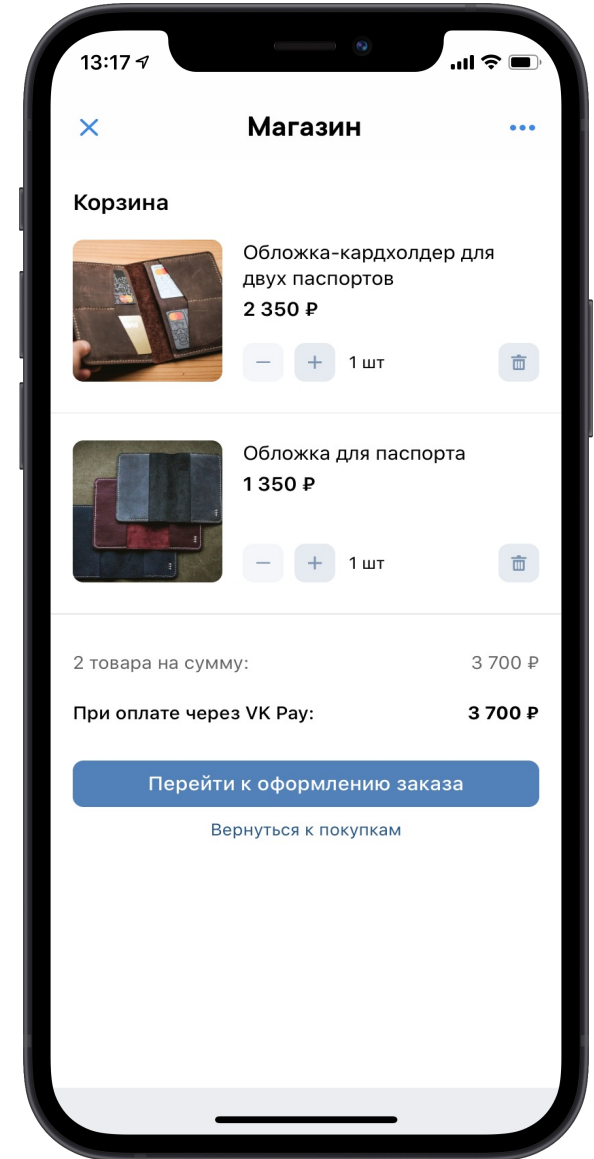 13:17
Магазин
Корзина
Обложка-кардхолдер для
двух паспортов
2 350 ₽
1 шт
Обложка для паспорта
1 350 ₽
1 шт
2 товара на сумму: 3 700 ₽
При оплате через VK Pay: 3 700 ₽
Перейти к оформлению заказа
Вернуться к покупкам